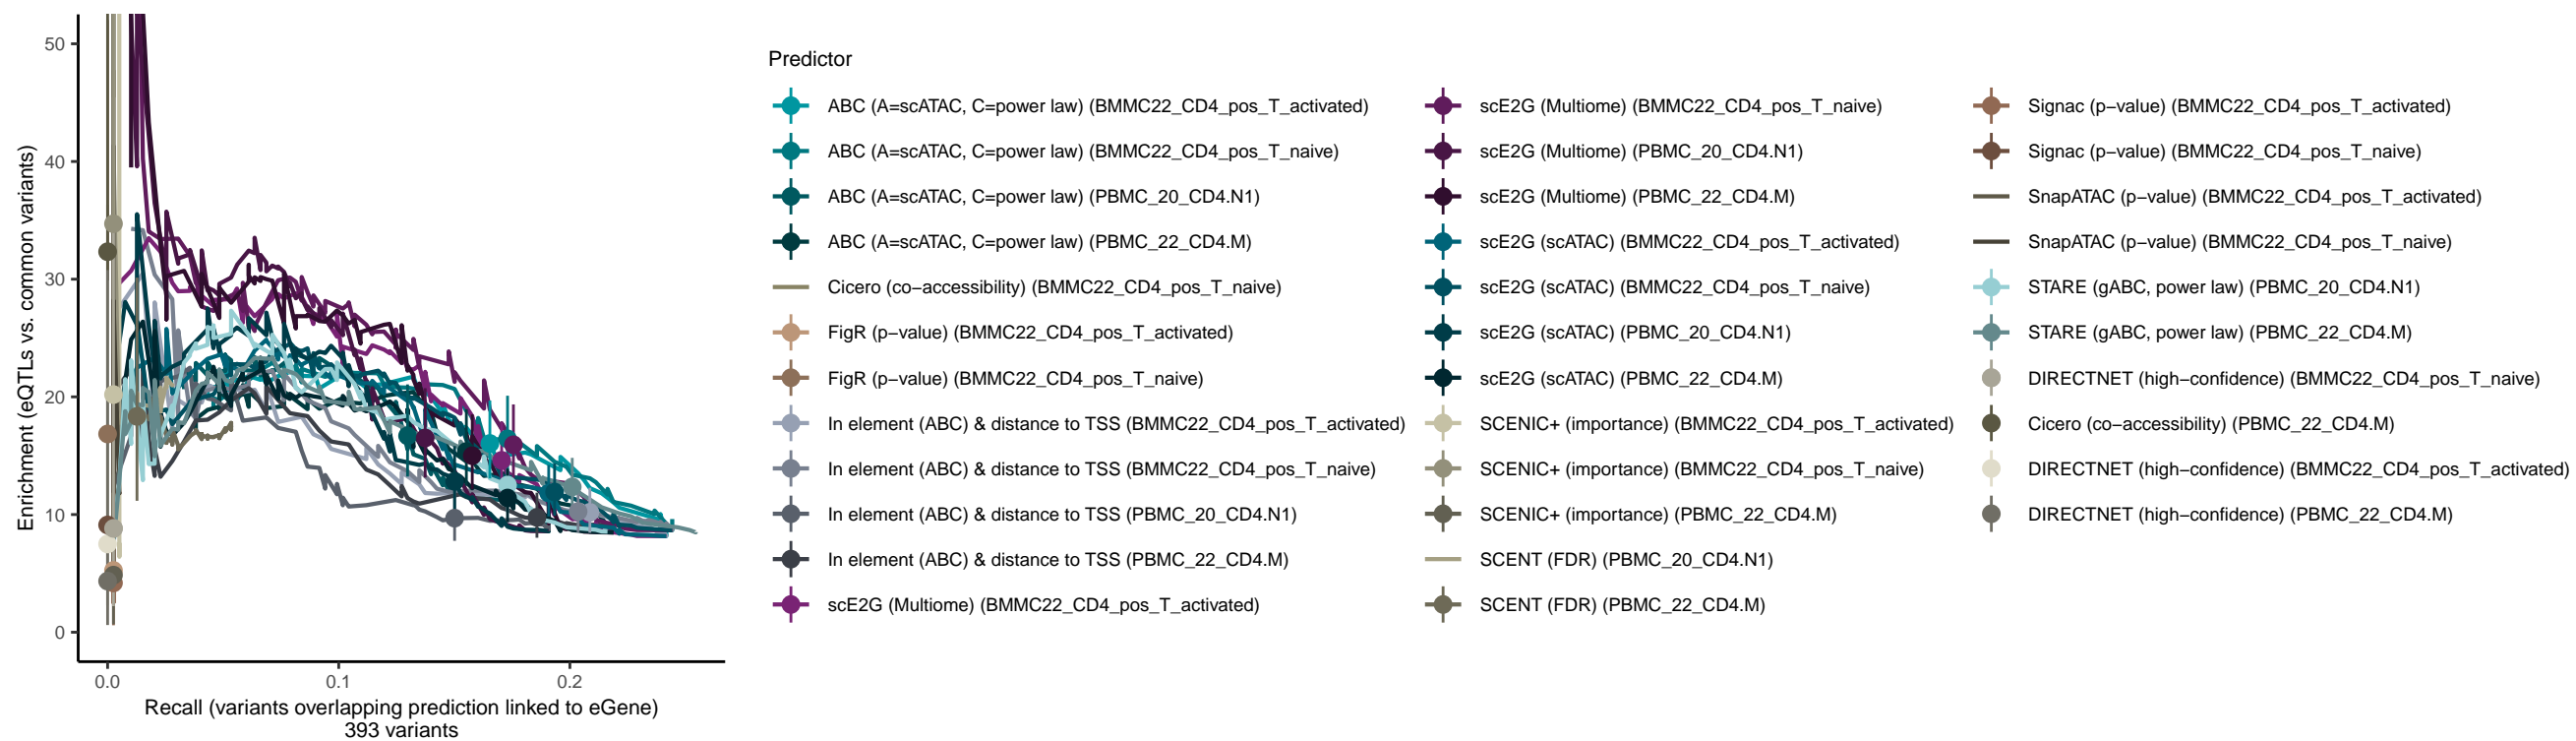 50
40
30
20
10
0
Enrichment (eQTLs vs. common variants)
0.0
0.1
0.2
Recall (variants overlapping prediction linked to eGene)
393 variants
Predictor
ABC (A=scATAC, C=power law) (BMMC22_CD4_pos_T_activated)
ABC (A=scATAC, C=power law) (BMMC22_CD4_pos_T_naive)
ABC (A=scATAC, C=power law) (PBMC_20_CD4.N1)
ABC (A=scATAC, C=power law) (PBMC_22_CD4.M)
Cicero (co−accessibility) (BMMC22_CD4_pos_T_naive)
FigR (p−value) (BMMC22_CD4_pos_T_activated)
FigR (p−value) (BMMC22_CD4_pos_T_naive)
In element (ABC) & distance to TSS (BMMC22_CD4_pos_T_activated)
In element (ABC) & distance to TSS (BMMC22_CD4_pos_T_naive)
In element (ABC) & distance to TSS (PBMC_20_CD4.N1)
In element (ABC) & distance to TSS (PBMC_22_CD4.M)
scE2G (Multiome) (BMMC22_CD4_pos_T_activated)
scE2G (Multiome) (BMMC22_CD4_pos_T_naive)
scE2G (Multiome) (PBMC_20_CD4.N1)
scE2G (Multiome) (PBMC_22_CD4.M)
scE2G (scATAC) (BMMC22_CD4_pos_T_activated)
scE2G (scATAC) (BMMC22_CD4_pos_T_naive)
scE2G (scATAC) (PBMC_20_CD4.N1)
scE2G (scATAC) (PBMC_22_CD4.M)
SCENIC+ (importance) (BMMC22_CD4_pos_T_activated)
SCENIC+ (importance) (BMMC22_CD4_pos_T_naive)
SCENIC+ (importance) (PBMC_22_CD4.M)
SCENT (FDR) (PBMC_20_CD4.N1)
SCENT (FDR) (PBMC_22_CD4.M)
Signac (p−value) (BMMC22_CD4_pos_T_activated)
Signac (p−value) (BMMC22_CD4_pos_T_naive)
SnapATAC (p−value) (BMMC22_CD4_pos_T_activated)
SnapATAC (p−value) (BMMC22_CD4_pos_T_naive)
STARE (gABC, power law) (PBMC_20_CD4.N1)
STARE (gABC, power law) (PBMC_22_CD4.M)
DIRECTNET (high−confidence) (BMMC22_CD4_pos_T_naive)
Cicero (co−accessibility) (PBMC_22_CD4.M)
DIRECTNET (high−confidence) (BMMC22_CD4_pos_T_activated)
DIRECTNET (high−confidence) (PBMC_22_CD4.M)